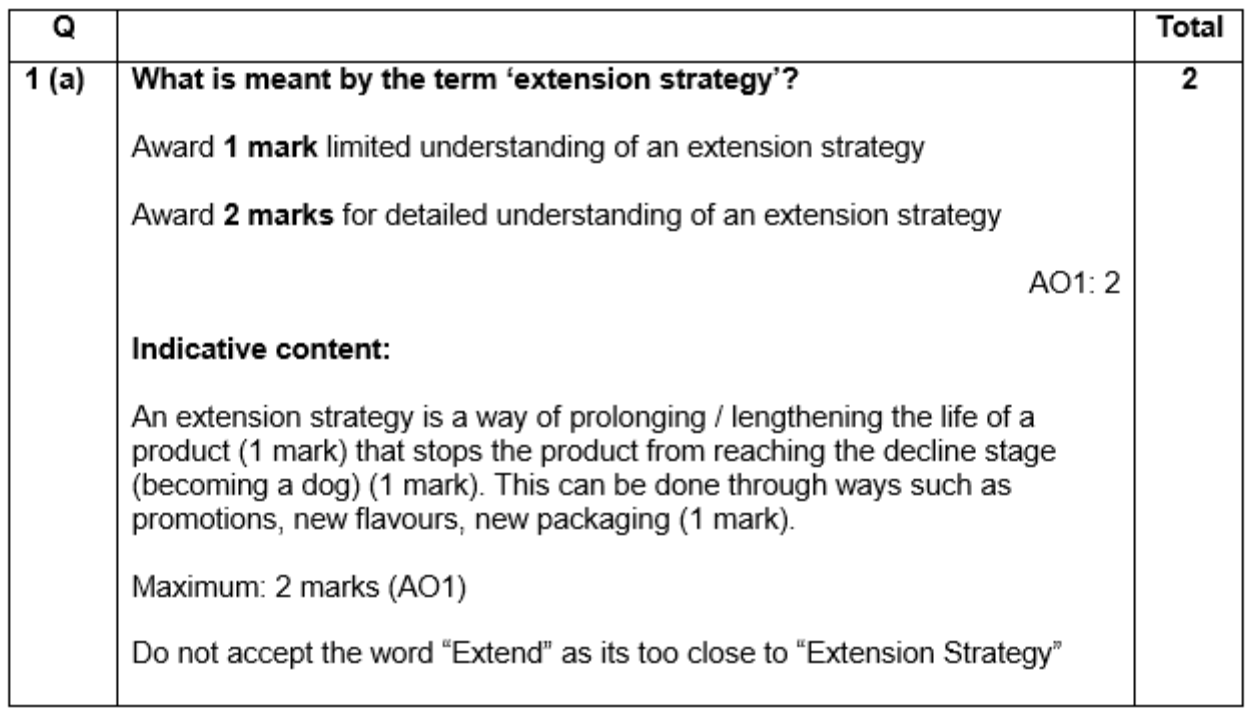 Q Total
1 (a) What is meant by the term ‘extension strategy’? 2
Award 1 mark limited understanding of an extension strategy
Award 2 marks for detailed understanding of an extension strategy
AO1: 2
Indicative content:
An extension strategy is a way of prolonging / lengthening the life of a
product (1 mark) that stops the product from reaching the decline stage
(becoming a dog) (1 mark). This can be done through ways such as
promotions, new flavours, new packaging (1 mark).
Maximum: 2 marks (AO1)
Do not accept the word “Extend” as its too close to “Extension Strategy”